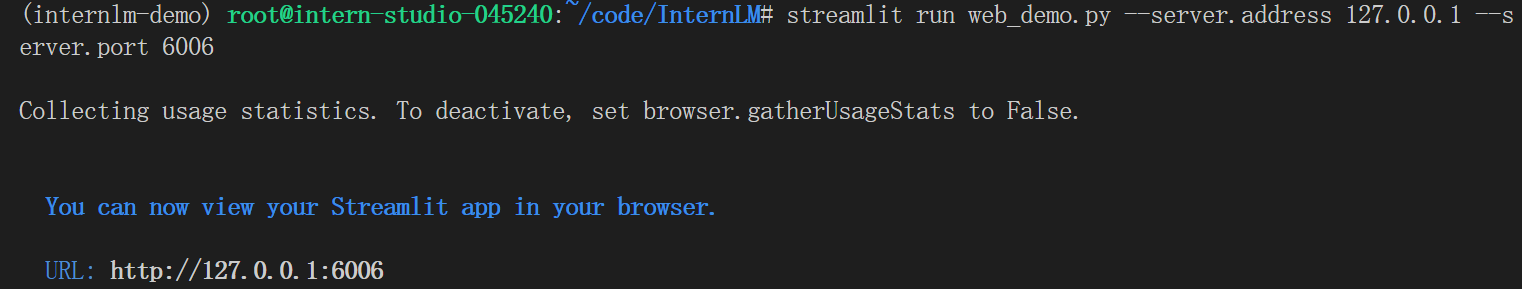 (internlm-demo) root@intern-studio-045240:~/code/InternLM# streamlit run web_demo.py --server.address 127.0.0.1 --s
erver.port 6006
Collecting usage statistics. To deactivate, set browser.gatherUsageStats to False.
You can now view your Streamlit app in your browser.
URL: http://127.0.0.1:6006